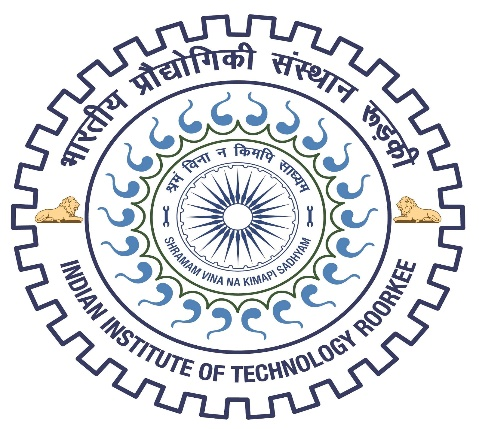 भारतीय प्रौद्योगिकी संस्थान रूड़की
श्रमं विना न किमपि साध्यम्
SHRAMAM VINA NA KIMAPI SADHYAM
INDIAN INSTITUTE OF TECHNOLOGY ROORKEE